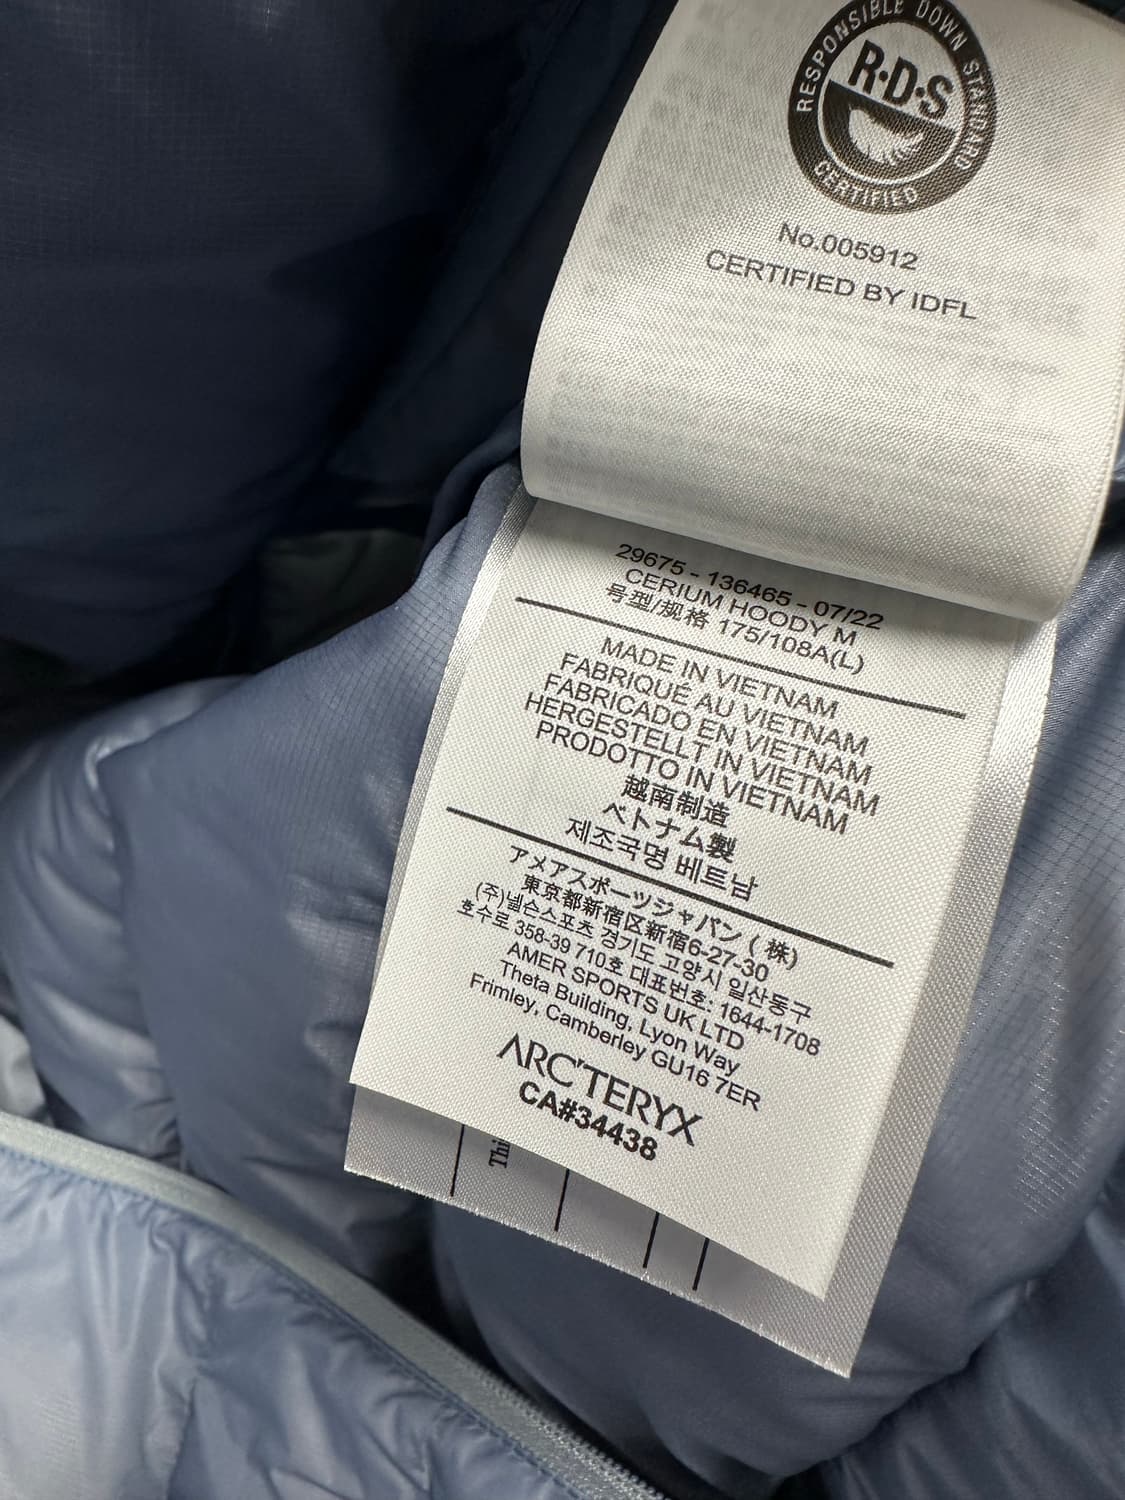 RESPONSIBLE DOWN STANDARD
R·D·S
CERTIFIED
No.005912
CERTIFIED BY IDFL
29675 - 136465 - 07/22
CERIUM HOODY M
号型/规格 175/108A(L)
MADE IN VIETNAM
FABRIQUÉ AU VIETNAM
FABRICADO EN VIETNAM
HERGESTELLT IN VIETNAM
PRODOTTO IN VIETNAM
越南制造
ベトナム製
제조국명 베트남
アメアスポーツジャパン ( 株)
東京都新宿区新宿6-27-30
(주)넬슨스포츠 경기도 고양시 일산동구
호수로 358-39 710호 대표번호: 1644-1708
AMER SPORTS UK LTD
Theta Building, Lyon Way
Frimley, Camberley GU16 7ER
ARC'TERYX
CA#34438